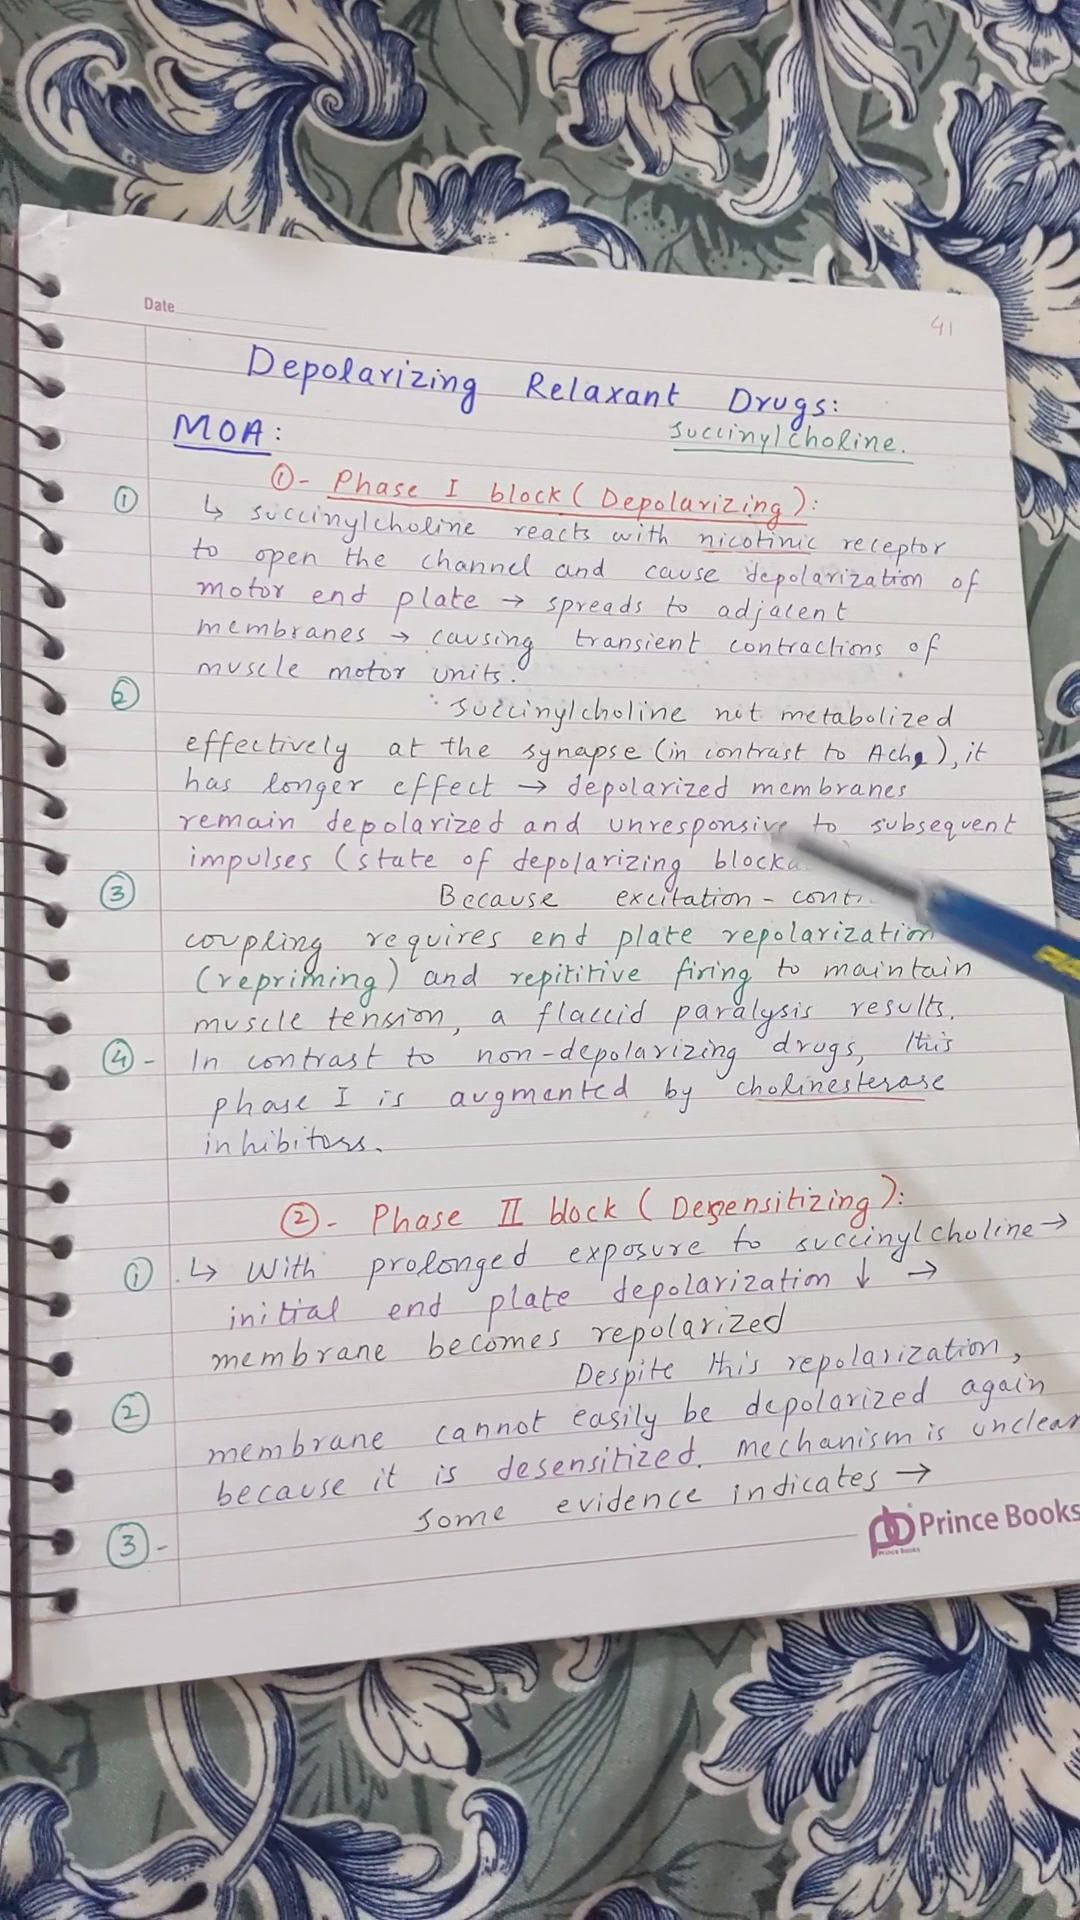 Date
41
Depolarizing Relaxant Drugs:
Succinylcholine.
MOA:
①- Phase I block (Depolarizing):
① ↳ succinylcholine reacts with nicotinic receptor
to open the channel and cause depolarization of
motor end plate → spreads to adjacent
membranes → causing transient contractions of
muscle motor units.
② ∵ succinylcholine not metabolized
effectively at the synapse (in contrast to Ach), it
has longer effect → depolarized membranes
remain depolarized and unresponsive to subsequent
impulses (state of depolarizing blocka
③ Because excitation - contr
coupling requires end plate repolarization
(repriming) and repititive firing to maintain
muscle tension, a flaccid paralysis results.
④ - In contrast to non-depolarizing drugs, this
phase I is augmented by cholinesterase
inhibitors.
②- Phase II block (Desensitizing):
① ↳ With prolonged exposure to succinylcholine →
initial end plate depolarization ↓ →
membrane becomes repolarized
Despite this repolarization,
② membrane cannot easily be depolarized again
because it is desensitized. mechanism is unclear
③ - some evidence indicates →
Prince Books
Prince Books
PA